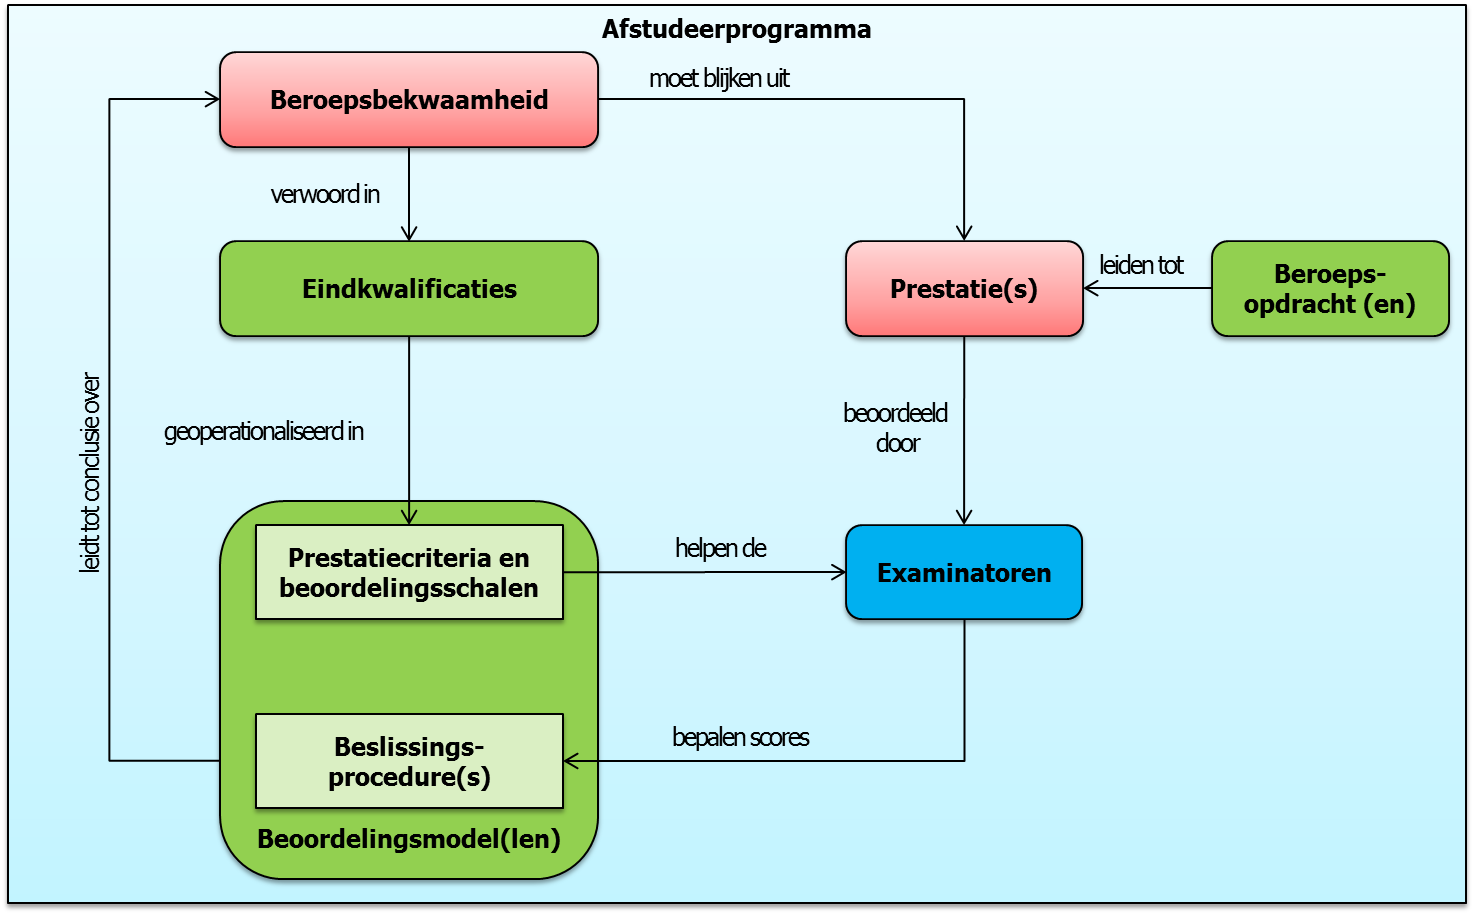 Afstudeerprogramma
Beroepsbekwaamheid
moet blijken uit
verwoord in
Eindkwalificaties
Prestatie(s)
leiden tot
Beroeps-
opdracht (en)
leidt tot conclusie over
geoperationaliseerd in
beoordeeld
door
Prestatiecriteria en
beoordelingsschalen
helpen de
Examinatoren
Beslissings-
procedure(s)
bepalen scores
Beoordelingsmodel(len)